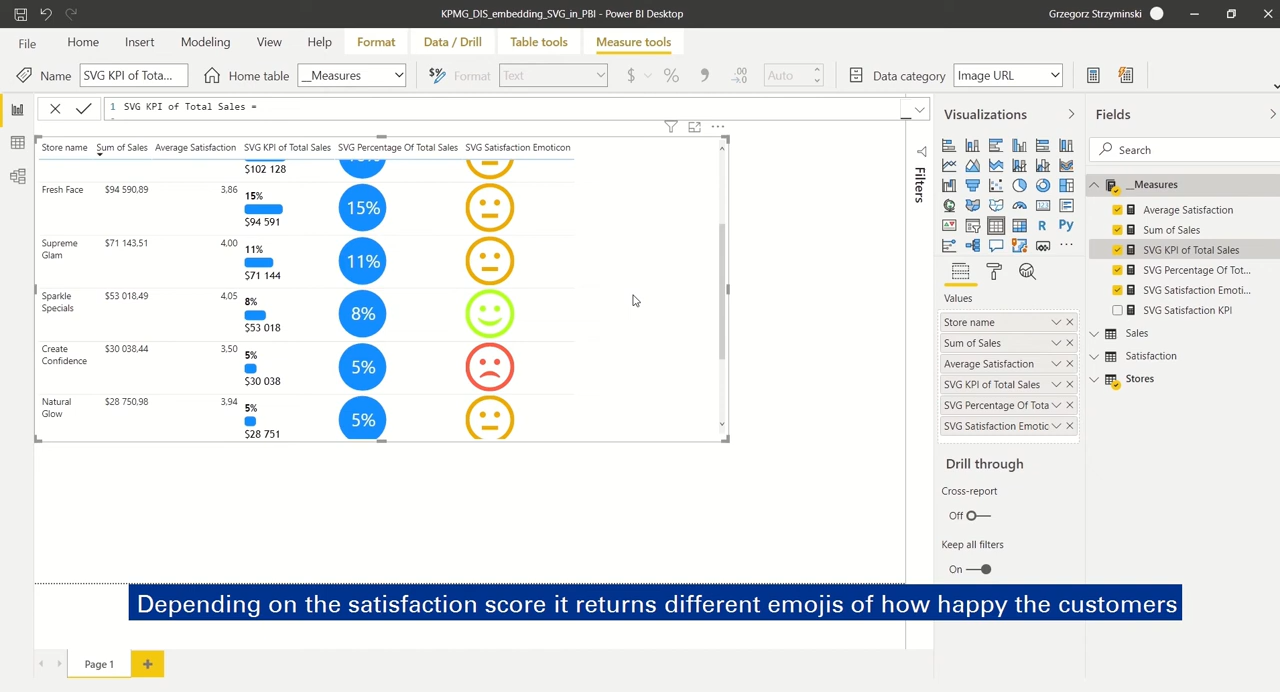 KPMG_DIS_embedding_SVG_in_PBI - Power BI Desktop
Grzegorz Strzyminski
File Home Insert Modeling View Help Format Data / Drill Table tools Measure tools
Name SVG KPI of Tota... Home table __Measures Format Text $ % Auto Data category Image URL
1 SVG KPI of Total Sales =
Store name Sum of Sales Average Satisfaction SVG KPI of Total Sales SVG Percentage Of Total Sales SVG Satisfaction Emoticon
$102 128
Fresh Face $94 590,89 3,86 15% 15%
$94 591
Supreme Glam $71 143,51 4,00 11% 11%
$71 144
Sparkle Specials $53 018,49 4,05 8% 8%
$53 018
Create Confidence $30 038,44 3,50 5% 5%
$30 038
Natural Glow $28 750,98 3,94 5% 5%
$28 751
Filters
Visualizations
R Py
Values
Store name
Sum of Sales
Average Satisfaction
SVG KPI of Total Sales
SVG Percentage Of Tota
SVG Satisfaction Emotic
Drill through
Cross-report
Off
Keep all filters
On
Fields
Search
__Measures
Average Satisfaction
Sum of Sales
SVG KPI of Total Sales
SVG Percentage Of Tot...
SVG Satisfaction Emoti...
SVG Satisfaction KPI
Sales
Satisfaction
Stores
Depending on the satisfaction score it returns different emojis of how happy the customers
Page 1